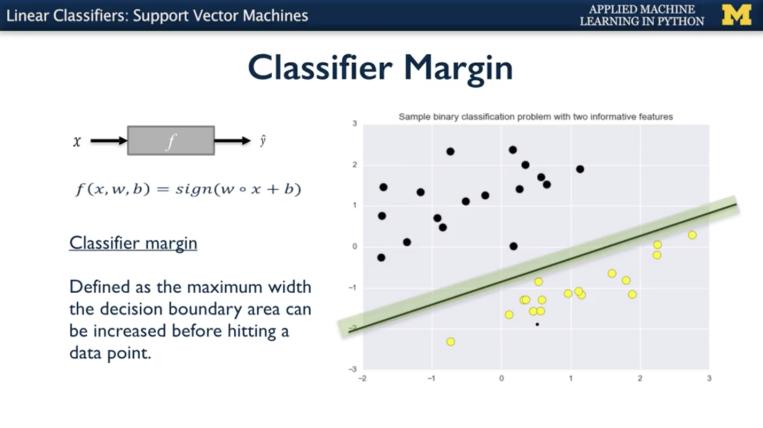 Linear Classifiers: Support Vector Machines
APPLIED MACHINE
LEARNING IN PYTHON
M
Classifier Margin
x f ŷ
f(x, w, b) = sign(w ∘ x + b)
Classifier margin
Defined as the maximum width
the decision boundary area can
be increased before hitting a
data point.
Sample binary classification problem with two informative features
3
2
1
0
−1
−2
−3
−2 −1 0 1 2 3